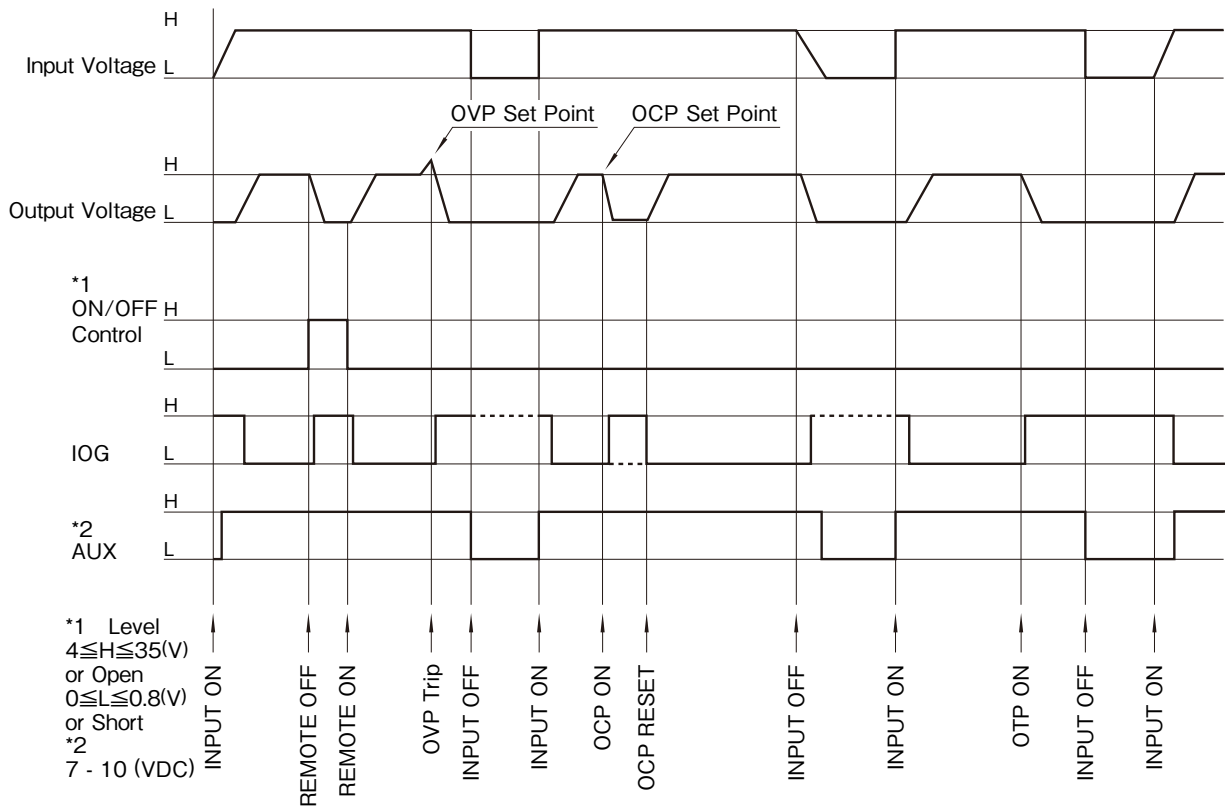 H
Input Voltage L
OVP Set Point
OCP Set Point
H
Output Voltage L
*1
ON/OFF H
Control
L
H
IOG L
H
*2
AUX L
*1 Level
4≦H≦35(V)
or Open
0≦L≦0.8(V)
or Short
*2
7 - 10 (VDC)
INPUT ON
REMOTE OFF
REMOTE ON
OVP Trip
INPUT OFF
INPUT ON
OCP ON
OCP RESET
INPUT OFF
INPUT ON
OTP ON
INPUT OFF
INPUT ON